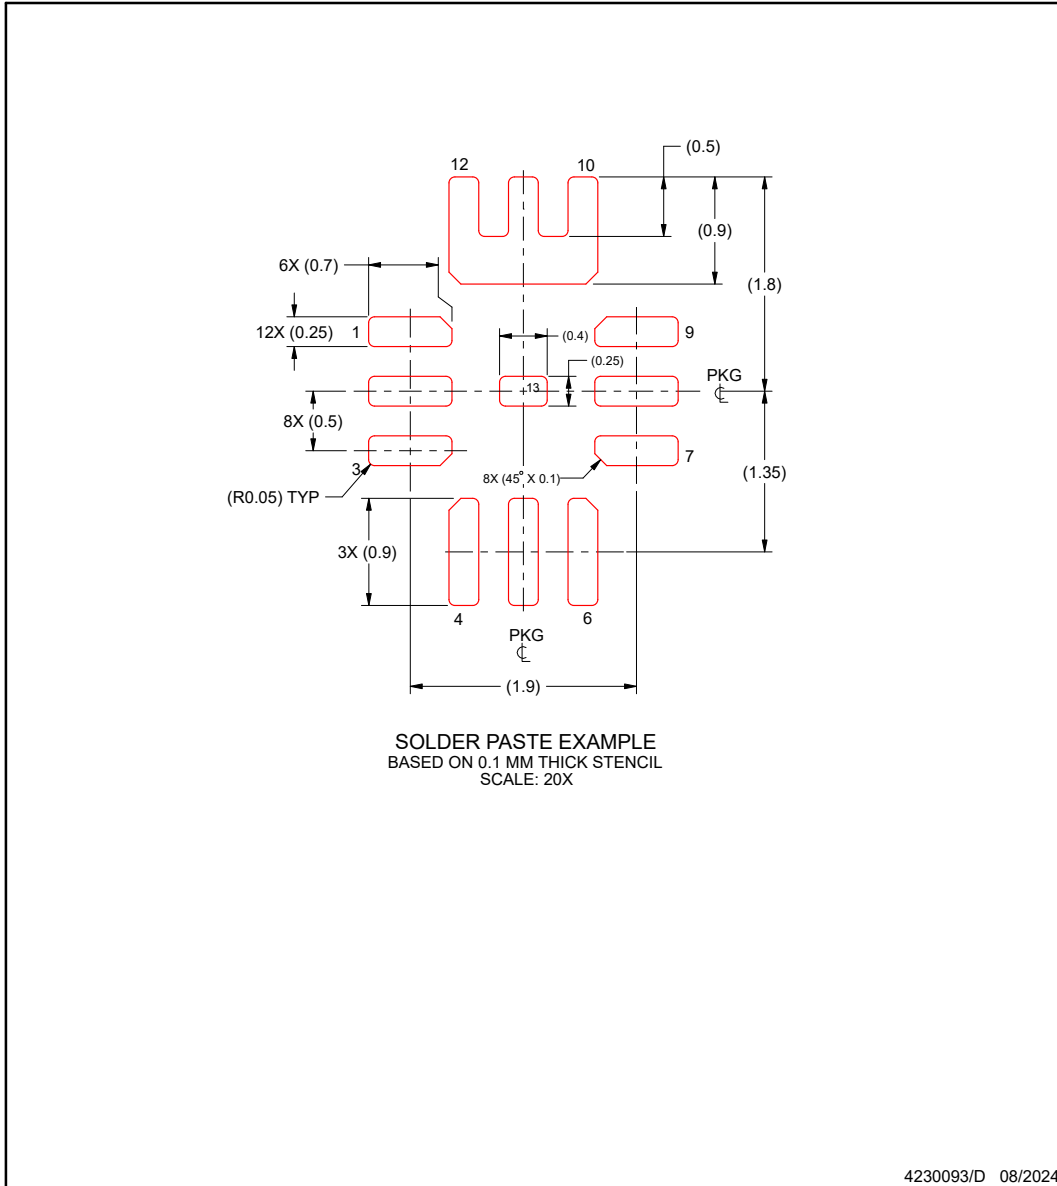 (0.5)
12
10
(0.9)
6X (0.7)
(1.8)
12X (0.25)
1
(0.4)
9
(0.25)
PKG
13
8X (0.5)
3
7
(1.35)
8X (45° X 0.1)
(R0.05) TYP
3X (0.9)
4
6
PKG
(1.9)
SOLDER PASTE EXAMPLE
BASED ON 0.1 MM THICK STENCIL
SCALE: 20X
4230093/D 08/2024